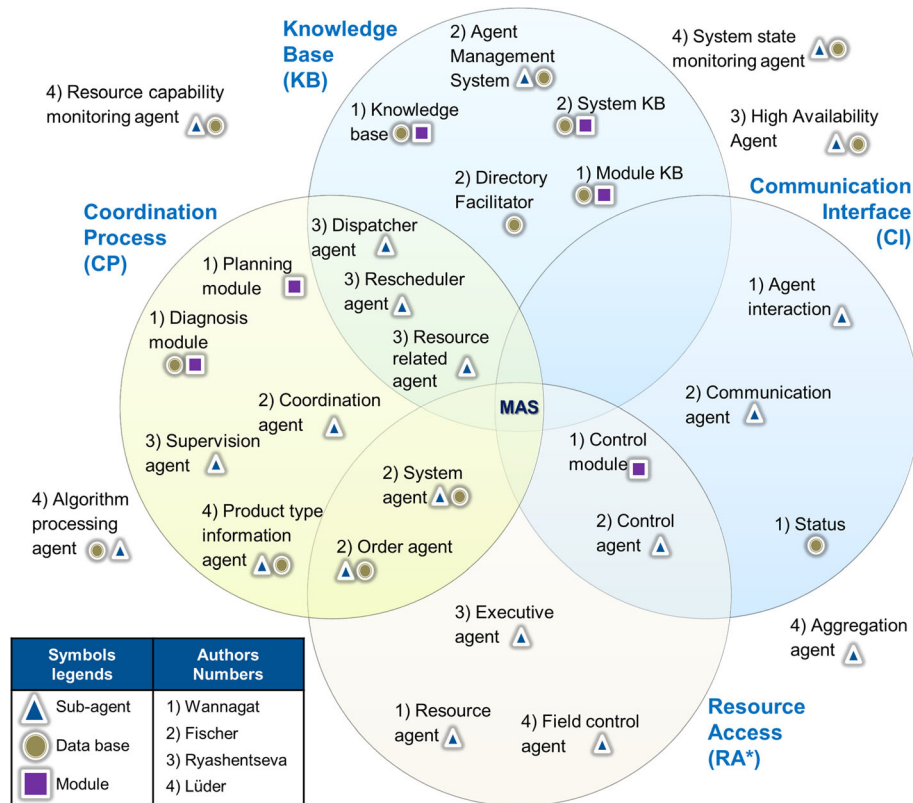 Knowledge
Base
(KB)
2) Agent
Management
System
4) System state
monitoring agent
4) Resource capability
monitoring agent
1) Knowledge
base
2) System KB
3) High Availability
Agent
2) Directory
Facilitator
1) Module KB
Communication
Interface
(CI)
Coordination
Process
(CP)
3) Dispatcher
agent
1) Planning
module
3) Rescheduler
agent
1) Agent
interaction
1) Diagnosis
module
3) Resource
related
agent
2) Communication
agent
2) Coordination
agent
MAS
3) Supervision
agent
1) Control
module
2) System
agent
4) Algorithm
processing
agent
4) Product type
information
agent
2) Order agent
2) Control
agent
1) Status
3) Executive
agent
4) Aggregation
agent
1) Resource
agent
4) Field control
agent
Resource
Access
(RA*)
Symbols
legends
Authors
Numbers
Sub-agent
Data base
Module
1) Wannagat
2) Fischer
3) Ryashentseva
4) Lüder